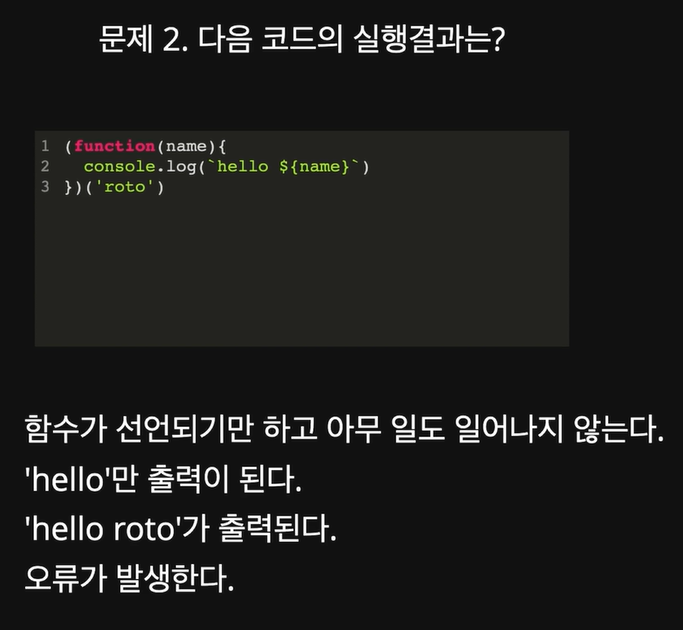 문제 2. 다음 코드의 실행결과는?
1 (function(name){
2   console.log(`hello ${name}`)
3 })('roto')
함수가 선언되기만 하고 아무 일도 일어나지 않는다.
'hello'만 출력이 된다.
'hello roto'가 출력된다.
오류가 발생한다.